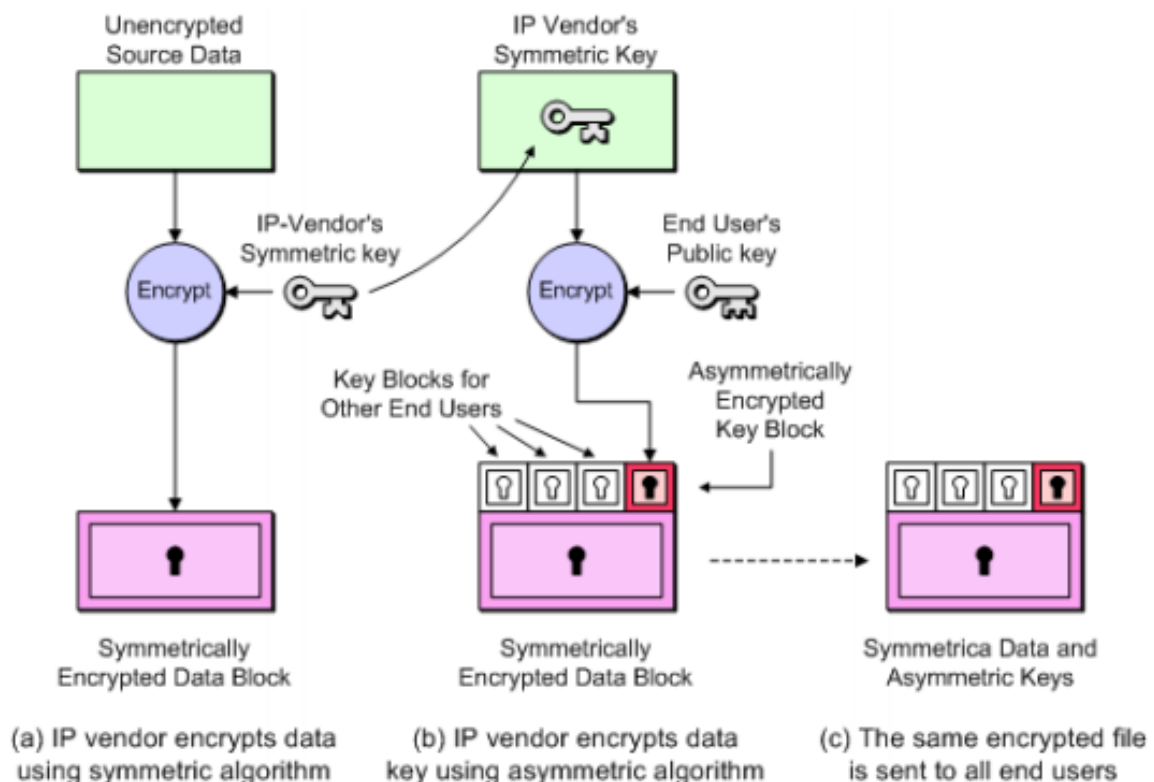 Unencrypted
Source Data
IP Vendor's
Symmetric Key
IP-Vendor's
Symmetric key
End User's
Public key
Encrypt
Encrypt
Key Blocks for
Other End Users
Asymmetrically
Encrypted
Key Block
Symmetrically
Encrypted Data Block
Symmetrically
Encrypted Data Block
Symmetrica Data and
Asymmetric Keys
(a) IP vendor encrypts data
using symmetric algorithm
(b) IP vendor encrypts data
key using asymmetric algorithm
(c) The same encrypted file
is sent to all end users